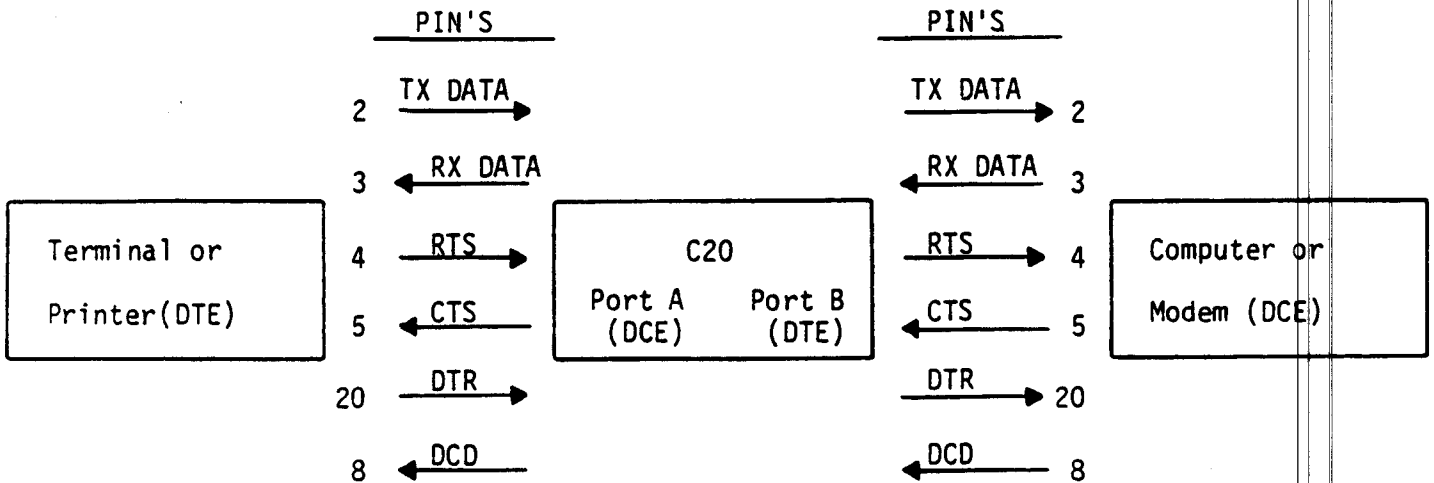 PIN'S PIN'S
TX DATA TX DATA
2 2
RX DATA RX DATA
3 3
Terminal or
Printer(DTE)
RTS
4
C20
Port A Port B
(DCE) (DTE)
RTS
4
Computer or
Modem (DCE)
CTS
5
CTS
5
DTR DTR
20 20
DCD DCD
8 8